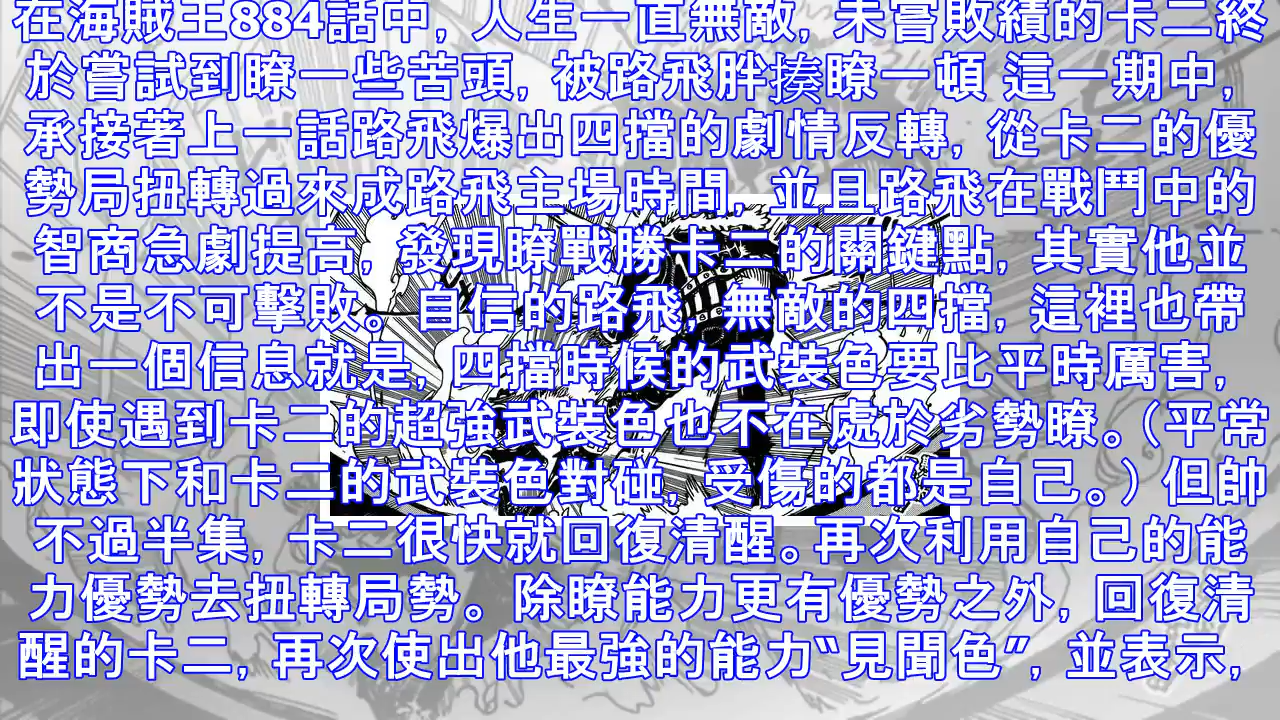 在海賊王884話中, 人生一直無敵, 未嘗敗績的卡二終
於嘗試到瞭一些苦頭, 被路飛胖揍瞭一頓 這一期中,
承接著上一話路飛爆出四擋的劇情反轉, 從卡二的優
勢局扭轉過來成路飛主場時間, 並且路飛在戰鬥中的
智商急劇提高, 發現瞭戰勝卡二的關鍵點, 其實他並
不是不可擊敗。自信的路飛, 無敵的四擋, 這裡也帶
出一個信息就是, 四擋時候的武裝色要比平時厲害,
即使遇到卡二的超強武裝色也不在處於劣勢瞭。(平常
狀態下和卡二的武裝色對碰, 受傷的都是自己。) 但帥
不過半集, 卡二很快就回復清醒。再次利用自己的能
力優勢去扭轉局勢。除瞭能力更有優勢之外, 回復清
醒的卡二, 再次使出他最強的能力“見聞色”, 並表示,